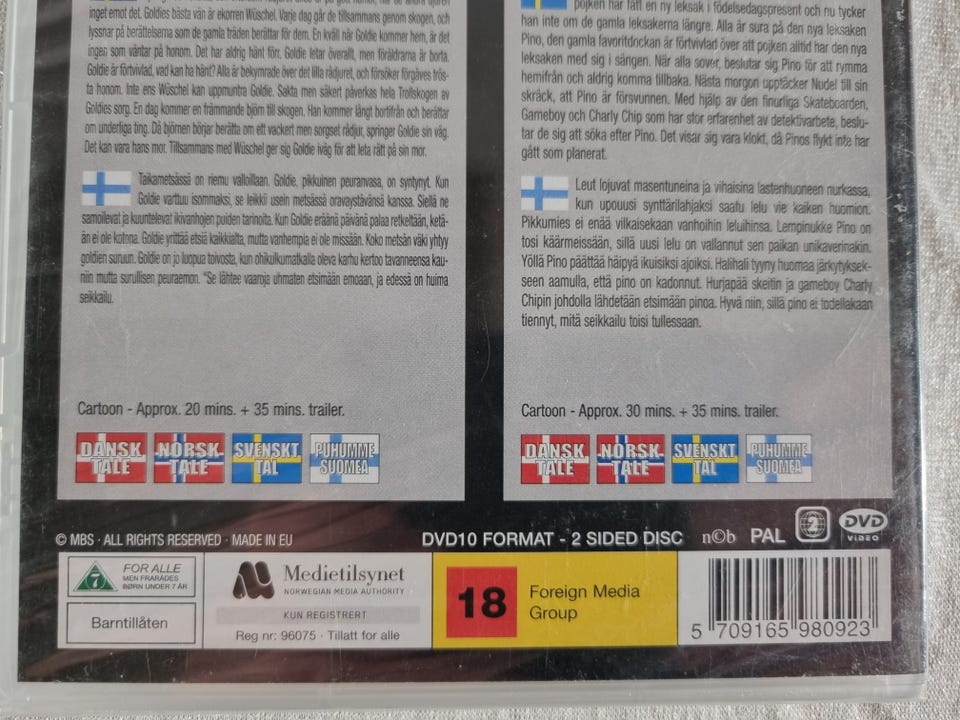 inget emot det. Goldies bästa vän är ekorren Wüschel. Varje dag går de tillsammans genom skogen, och
lyssnar på berättelserna som de gamla träden berättar för dem. En kväll när Goldie kommer hem, är det
ingen som väntar på honom. Det har aldrig hänt förr. Goldie letar överallt, men föräldrarna är borta.
Goldie är förtvivlad, vad kan ha hänt? Alla är bekymrade över det lilla rådjuret, och försöker förgäves trös-
ta honom. Inte ens Wüschel kan uppmuntra Goldie. Sakta men säkert påverkas hela Trollskogen av
Goldies sorg. En dag kommer en främmande björn till skogen. Han kommer långt bortifrån och berättar
om underliga ting. Då björnen börjar berätta om ett vackert men sorgset rådjur, springer Goldie sin väg.
Det kan vara hans mor. Tillsammans med Wüschel ger sig Goldie iväg för att leta rätt på sin mor.
Taikametsässä on riemu valloillaan. Goldie, pikkuinen peuranvasa, on syntynyt. Kun
Goldie varttuu isommaksi, se leikki usein metsässä oravaystävänsä kanssa. Siellä ne
samoilevat ja kuuntelevat ikivanhojen puiden tarinoita. Kun Goldie eräänä päivänä palaa retkeltään, ketä-
än ei ole kotona. Goldie yrittää etsiä kaikkialta, mutta vanhempia ei ole missään. Koko metsän väki yhtyy
goldien suruun. Goldie on jo luopua toivosta, kun ohikulkumatkalla oleva karhu kertoo tavanneensa kau-
niin mutta surullisen peuraemon. "Se lähtee vaaroja uhmaten etsimään emoaan, ja edessä on huima
seikkailu.
Cartoon - Approx. 20 mins. + 35 mins. trailer.
DANSK TALE
NORSK TALE
SVENSKT TAL
PUHUMME SUOMEA
pojken har fått en ny leksak i födelsedagspresent och nu tycker
han inte om de gamla leksakerna längre. Alla är sura på den nya leksaken
Pino, den gamla favoritdockan är förtvivlad över att pojken alltid har den nya
leksaken med sig i sängen. När alla sover, beslutar sig Pino för att rymma
hemifrån och aldrig komma tillbaka. Nästa morgon upptäcker Nudel till sin
skräck, att Pino är försvunnen. Med hjälp av den finurliga Skateboarden,
Gameboy och Charly Chip som har stor erfarenhet av detektivarbete, beslu-
tar de sig att söka efter Pino. Det visar sig vara klokt, då Pinos flykt inte har
gått som planerat.
Leut lojuvat masentuneina ja vihaisina lastenhuoneen nurkassa,
kun upouusi synttärilahjaksi saatu lelu vie kaiken huomion.
Pikkumies ei enää vilkaisekaan vanhoihin leluihinsa. Lempinukke Pino on
tosi käärmeissään, sillä uusi lelu on vallannut sen paikan unikaverinakin.
Yöllä Pino päättää häipyä ikuisiksi ajoiksi. Halihali tyyny huomaa järkytyksek-
seen aamulla, että pino on kadonnut. Hurjapää skeitin ja gameboy Charly
Chipin johdolla lähdetään etsimään pinoa. Hyvä niin, sillä pino ei todellakaan
tiennyt, mitä seikkailu toisi tullessaan.
Cartoon - Approx. 30 mins. + 35 mins. trailer.
DANSK TALE
NORSK TALE
SVENSKT TAL
PUHUMME SUOMEA
© MBS · ALL RIGHTS RESERVED · MADE IN EU
DVD10 FORMAT - 2 SIDED DISC
n©b
PAL
2
DVD
VIDEO
7
FOR ALLE
MEN FRARÅDES
BØRN UNDER 7 ÅR
Barntillåten
Medietilsynet
NORWEGIAN MEDIA AUTHORITY
KUN REGISTRERT
Reg nr: 96075 · Tillatt for alle
18
Foreign Media
Group
5 709165 980923